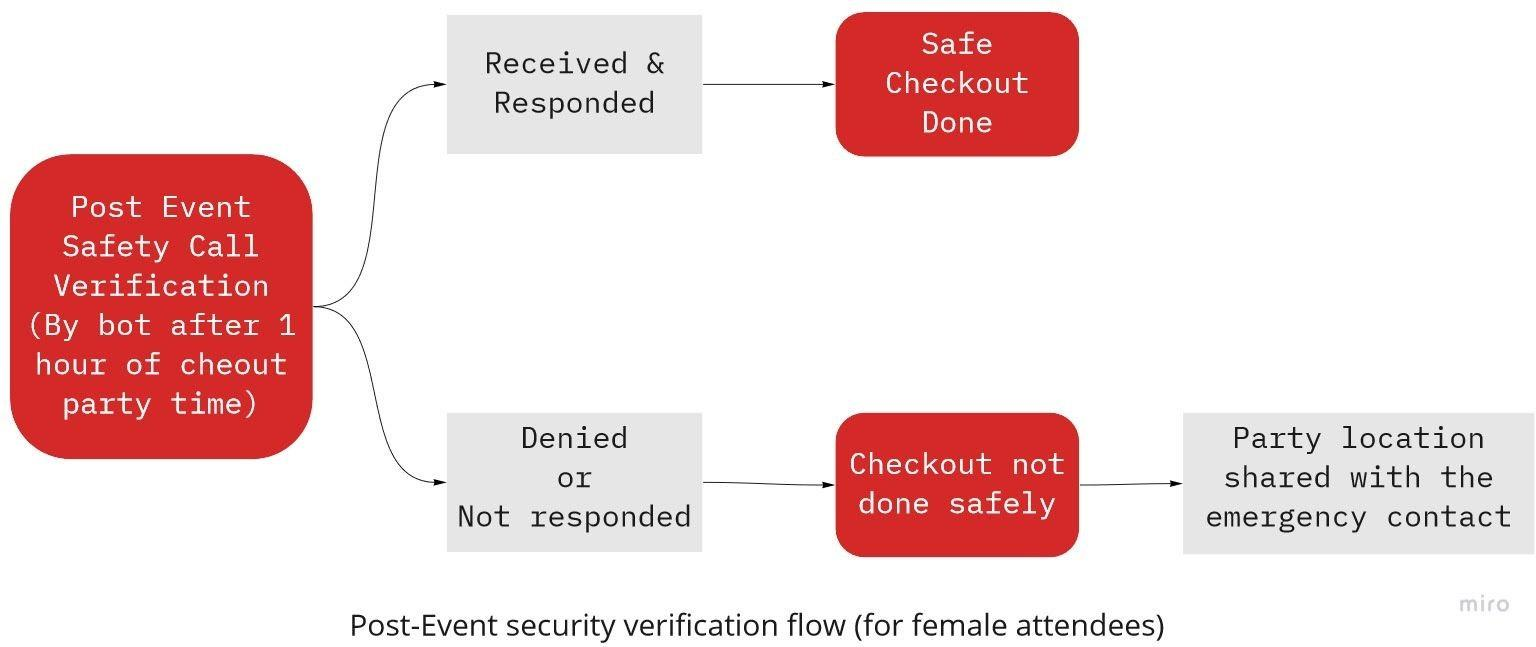 Post Event
Safety Call
Verification
(By bot after 1
hour of cheout
party time)
Received &
Responded
Safe
Checkout
Done
Denied
or
Not responded
Checkout not
done safely
Party location
shared with the
emergency contact
miro
Post-Event security verification flow (for female attendees)